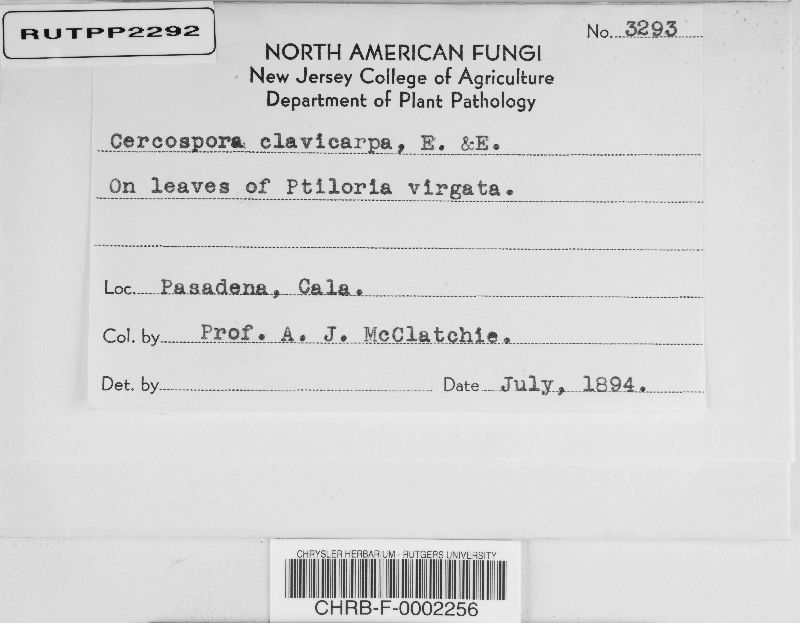 RUTPP2292
No. 3293
NORTH AMERICAN FUNGI
New Jersey College of Agriculture
Department of Plant Pathology
Cercospora clavicarpa, E. &E.
On leaves of Ptiloria virgata.
Loc. Pasadena, Cala.
Col. by Prof. A. J. McClatchie.
Det. by Date July, 1894.
CHRYSLER HERBARIUM - RUTGERS UNIVERSITY
CHRB-F-0002256